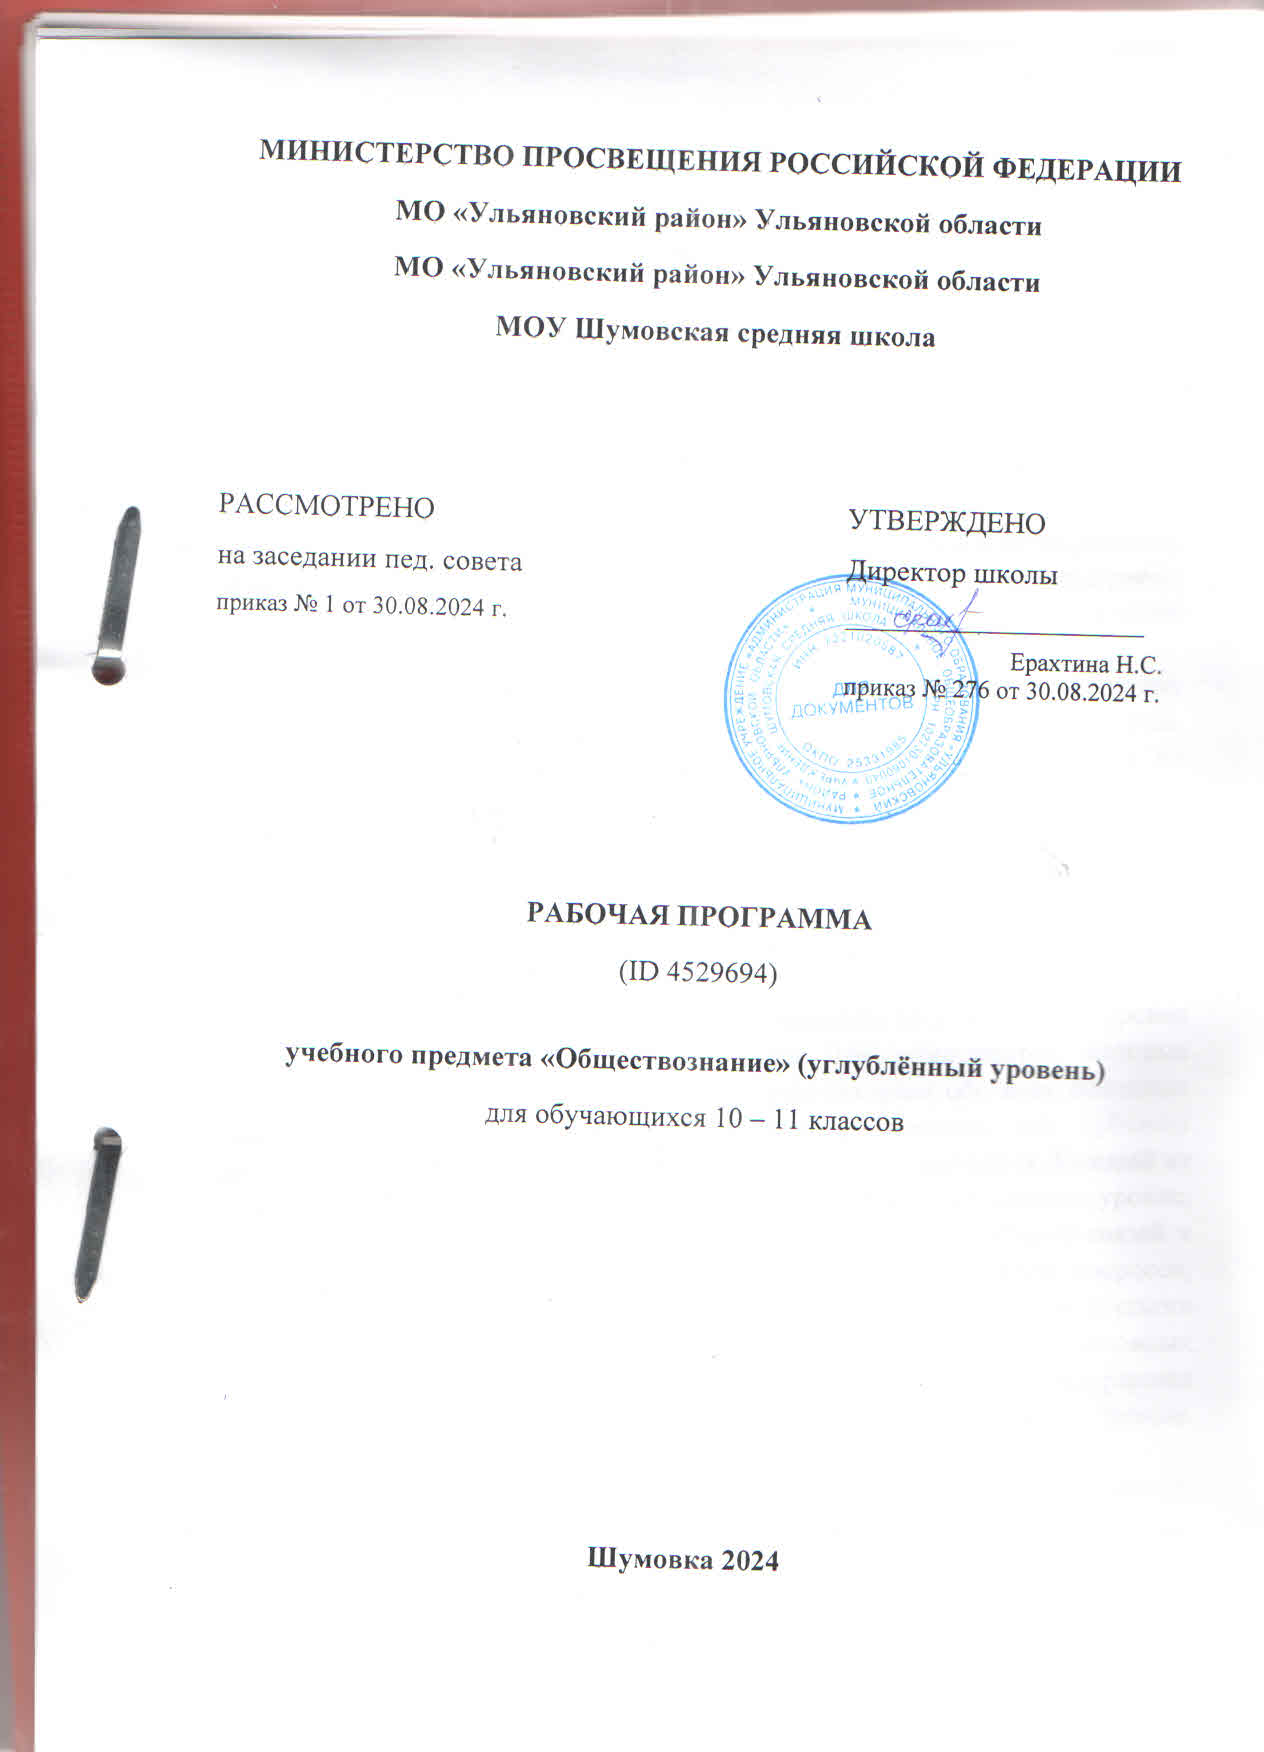 МИНИСТЕРСТВО ПРОСВЕЩЕНИЯ РОССИЙСКОЙ ФЕДЕРАЦИИ
МО «Ульяновский район» Ульяновской области
МО «Ульяновский район» Ульяновской области
МОУ Шумовская средняя школа
РАССМОТРЕНО
на заседании пед. совета
приказ № 1 от 30.08.2024 г.
УТВЕРЖДЕНО
Директор школы
Ерахтина Н.С.
приказ № 276 от 30.08.2024 г.
ДЛЯ
ДОКУМЕНТОВ
РАБОЧАЯ ПРОГРАММА
(ID 4529694)
учебного предмета «Обществознание» (углублённый уровень)
для обучающихся 10 – 11 классов
Шумовка 2024